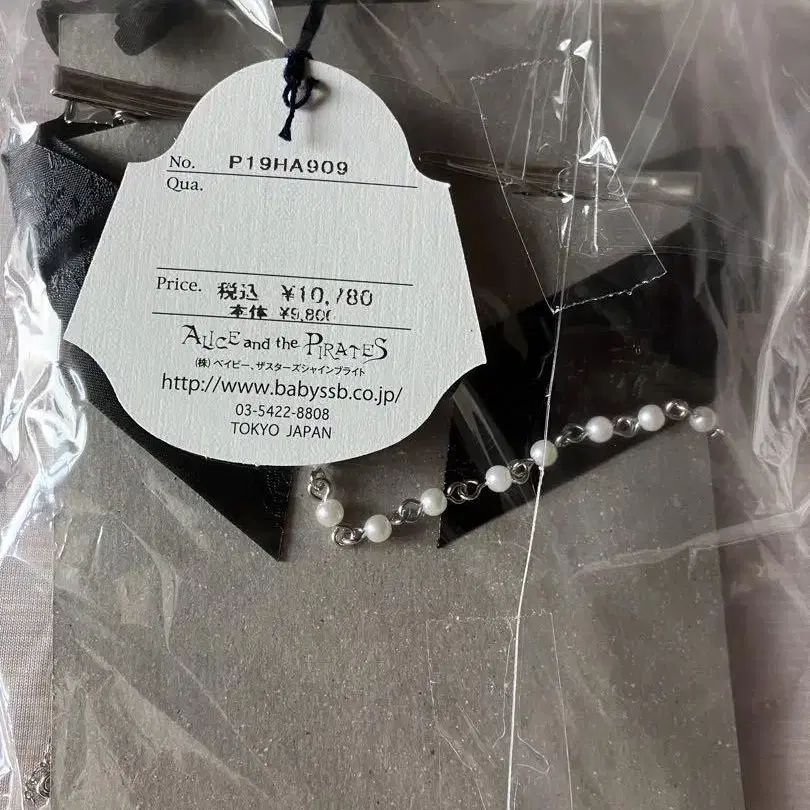 No. P19HA909
Qua.
Price. 税込 ¥10,780
本体 ¥9,800
ALICE and the PIRATES
(株)ベイビー、ザスターズシャインブライト
http://www.babyssb.co.jp/
03-5422-8808
TOKYO JAPAN